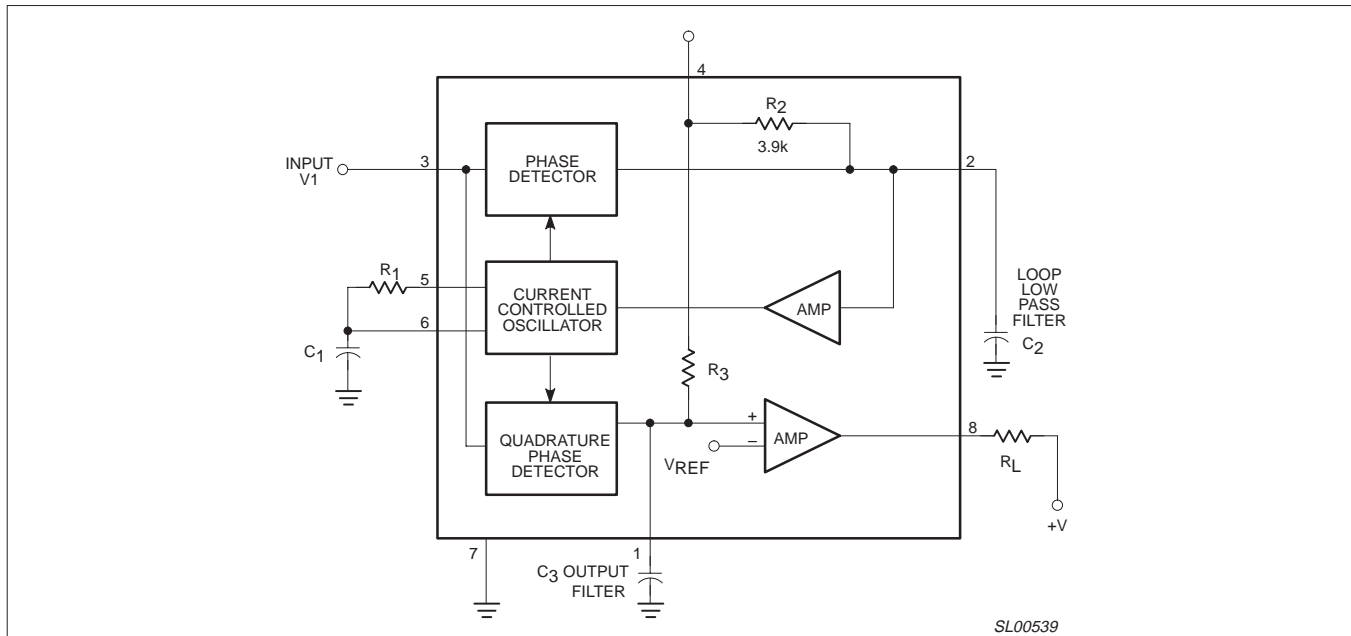 4
R2
3.9k
INPUT
V1
3
PHASE
DETECTOR
2
R1
5
CURRENT
CONTROLLED
OSCILLATOR
AMP
LOOP
LOW
PASS
FILTER
C2
6
C1
R3
QUADRATURE
PHASE
DETECTOR
+
–
AMP
VREF
8
RL
+V
7
1
C3 OUTPUT
FILTER
SL00539